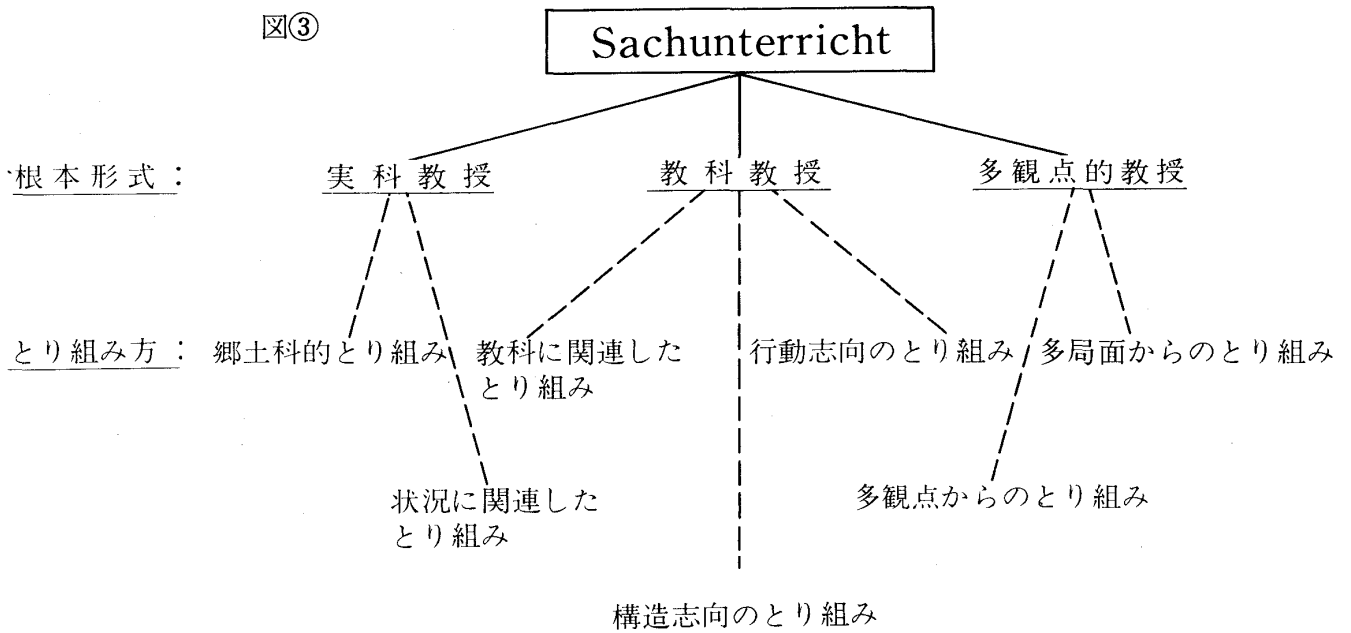 図③
Sachunterricht
根本形式：
実科教授
教科教授
多観点的教授
とり組み方：
郷土科的とり組み
教科に関連した
とり組み
行動志向のとり組み
多局面からのとり組み
状況に関連した
とり組み
多観点からのとり組み
構造志向のとり組み